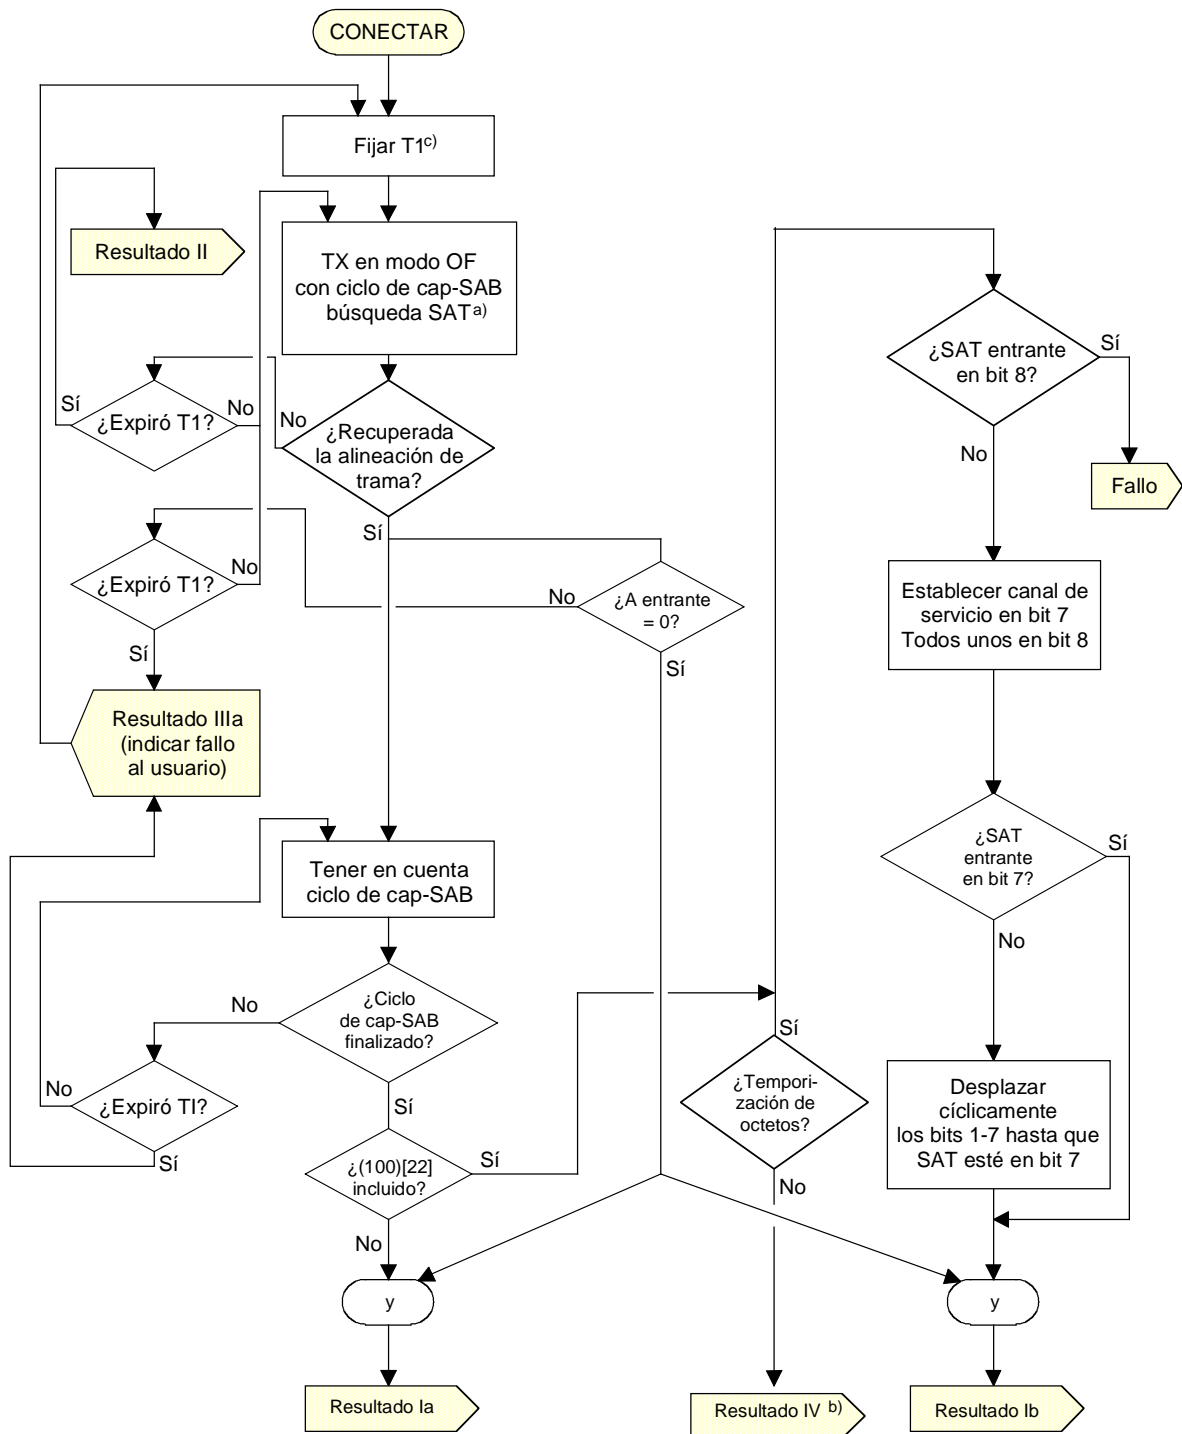 CONECTAR
Fijar T1c)
Resultado II
TX en modo OF
con ciclo de cap-SAB
búsqueda SATa)
¿SAT entrante
en bit 8?
Sí
No
Fallo
Sí
¿Expiró T1?
No
No
¿Recuperada
la alineación de
trama?
Sí
¿Expiró T1?
No
Sí
No
¿A entrante
= 0?
Sí
Establecer canal de
servicio en bit 7
Todos unos en bit 8
Resultado IIIa
(indicar fallo
al usuario)
¿SAT
entrante
en bit 7?
Sí
No
Tener en cuenta
ciclo de cap-SAB
No
¿Ciclo
de cap-SAB
finalizado?
Sí
No
¿Expiró TI?
Sí
Sí
¿Tempori-
zación de
octetos?
No
Desplazar
cíclicamente
los bits 1-7 hasta que
SAT esté en bit 7
¿(100)[22]
incluido?
Sí
No
y
y
Resultado Ia
Resultado IV b)
Resultado Ib